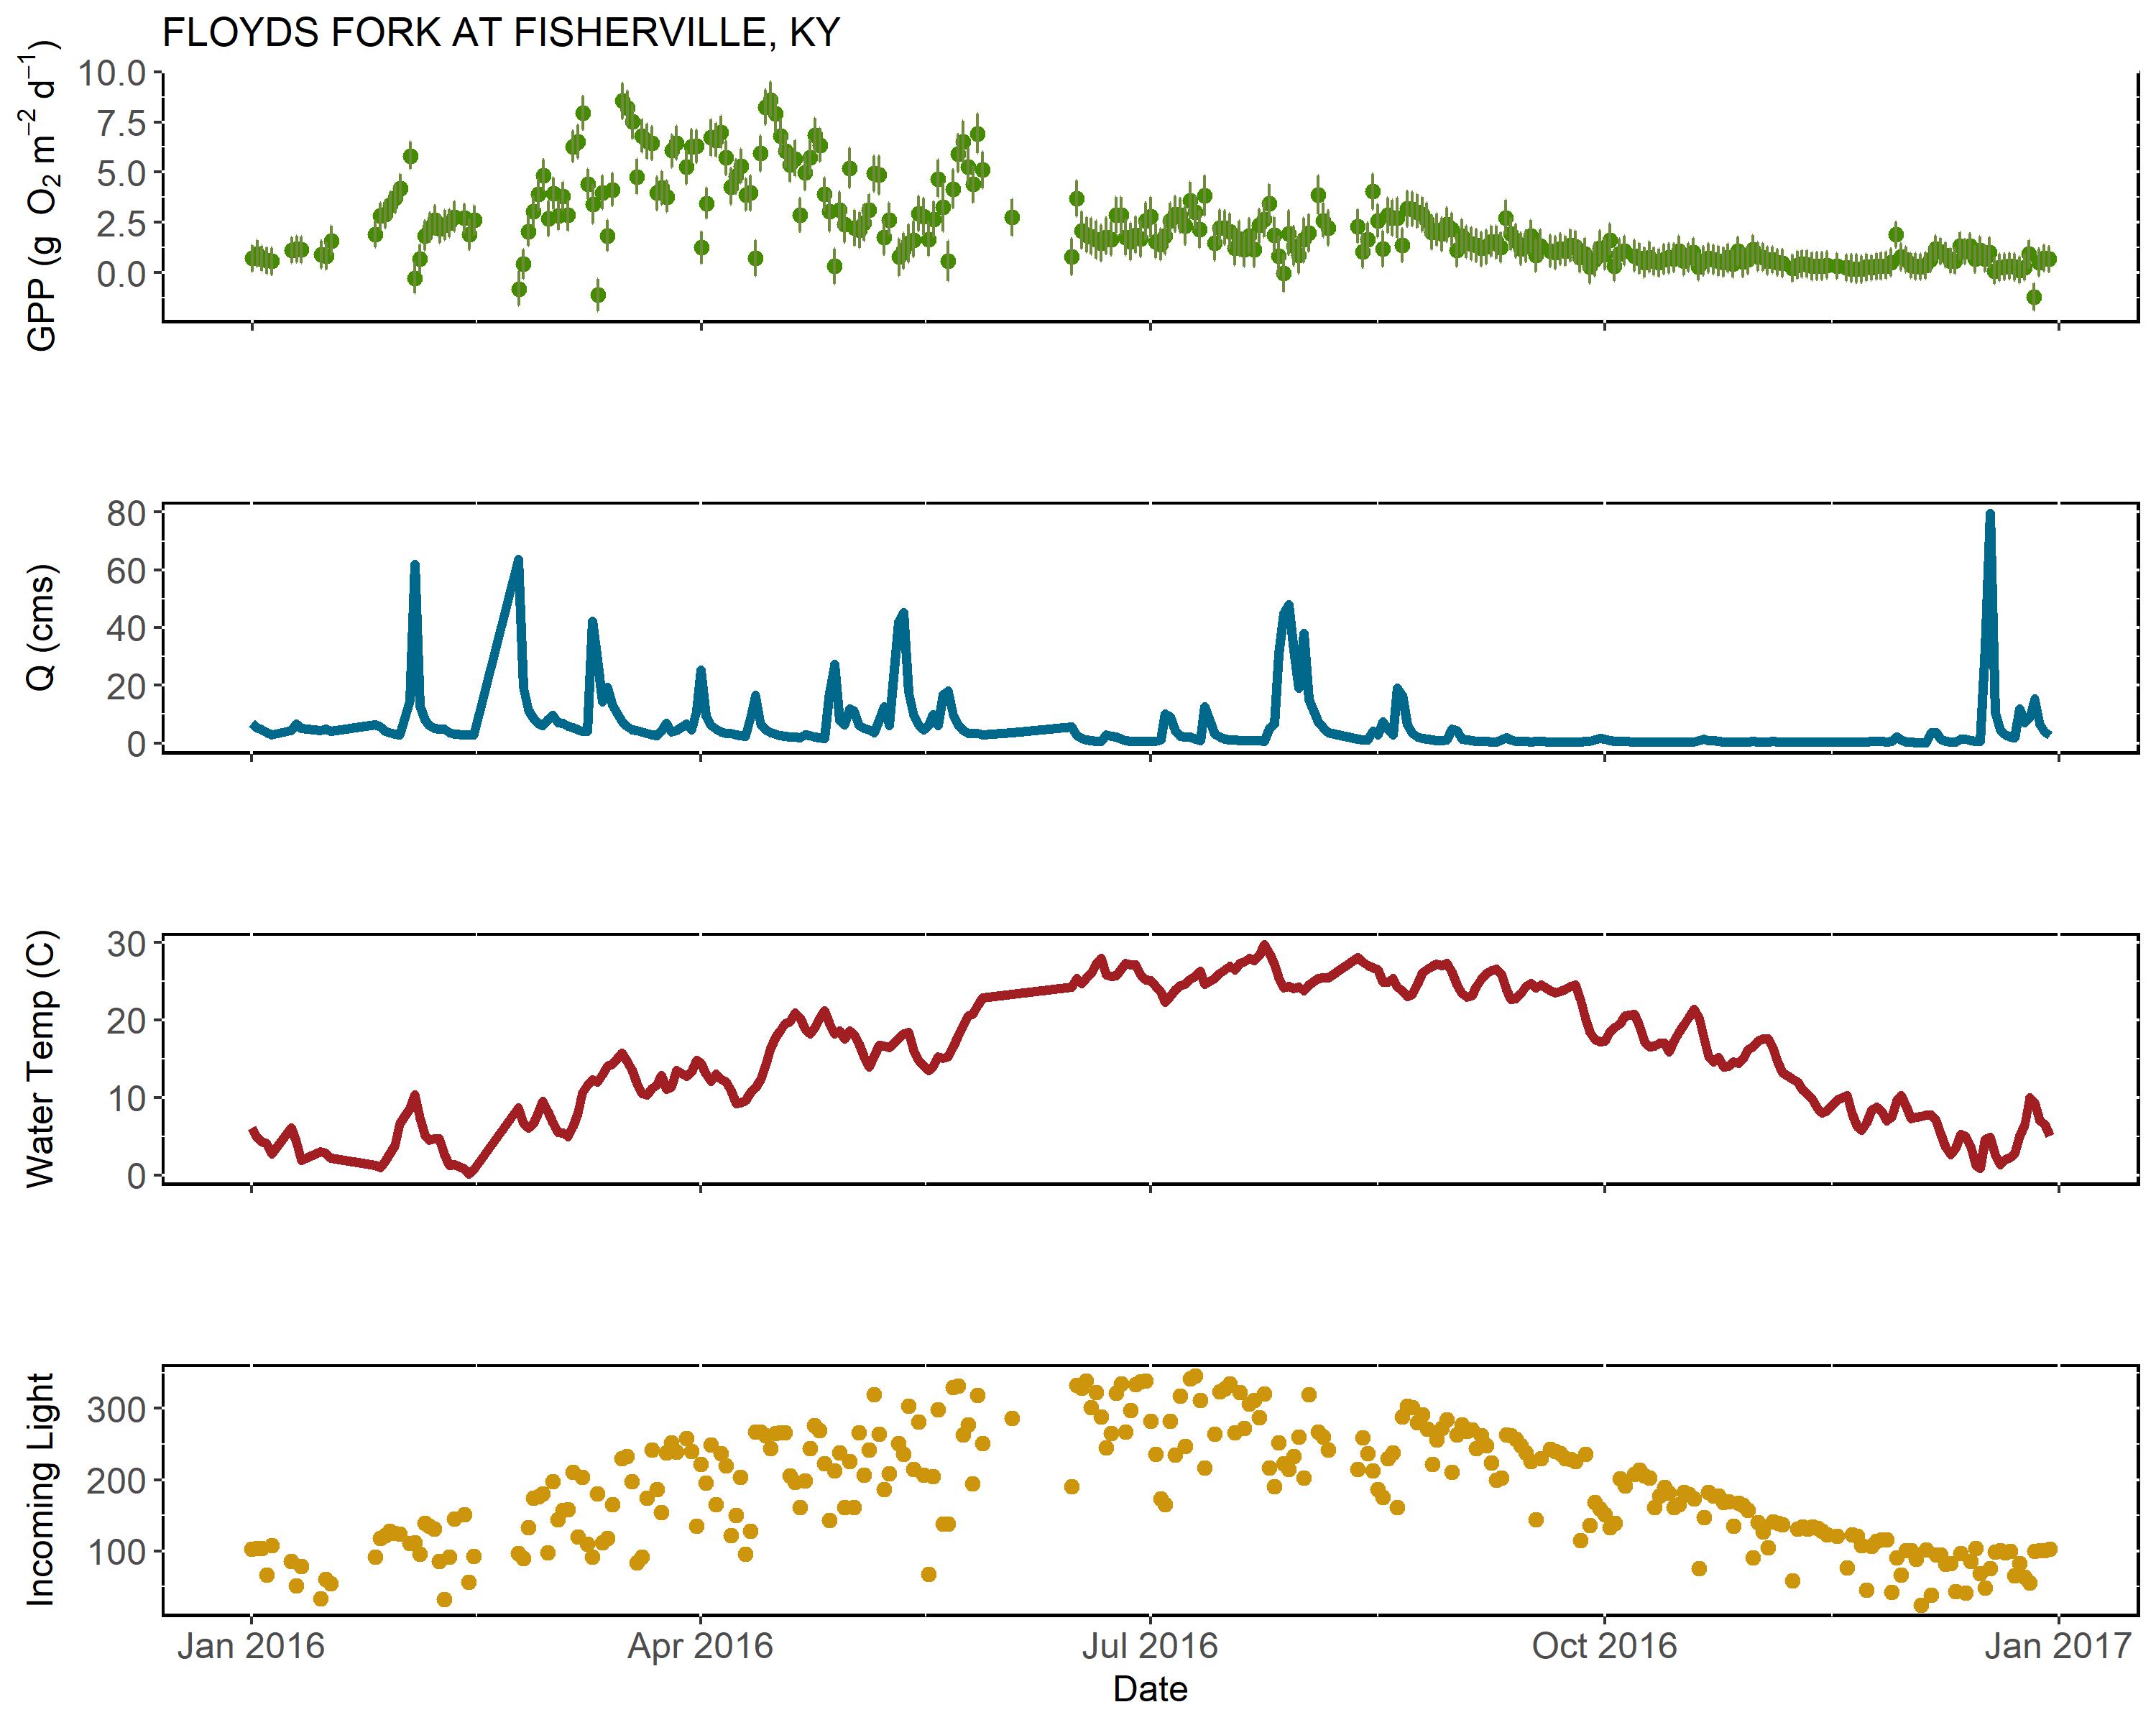 FLOYDS FORK AT FISHERVILLE, KY
GPP (g O₂ m⁻² d⁻¹)
10.0
7.5
5.0
2.5
0.0
Q (cms)
80
60
40
20
0
Water Temp (C)
30
20
10
0
Incoming Light
300
200
100
Jan 2016 Apr 2016 Jul 2016 Oct 2016 Jan 2017
Date